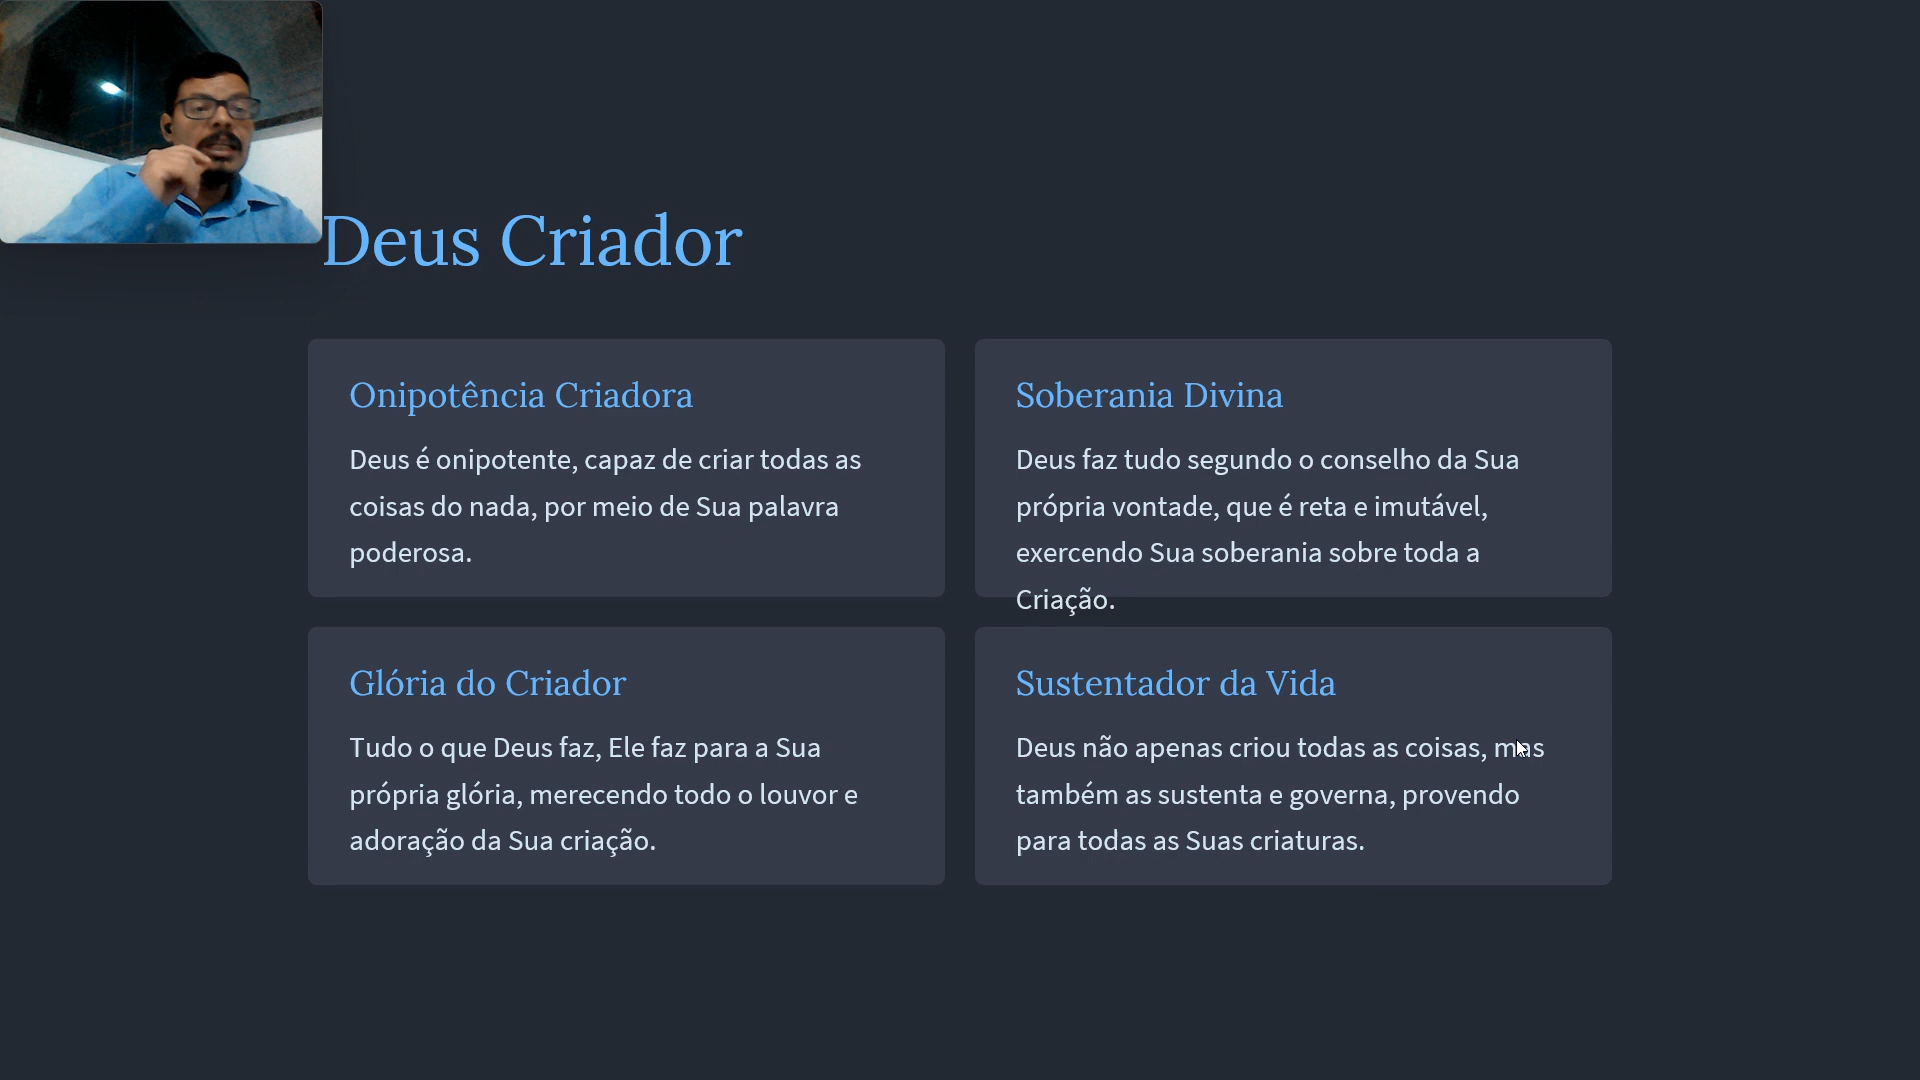 Deus Criador
Onipotência Criadora
Deus é onipotente, capaz de criar todas as
coisas do nada, por meio de Sua palavra
poderosa.
Soberania Divina
Deus faz tudo segundo o conselho da Sua
própria vontade, que é reta e imutável,
exercendo Sua soberania sobre toda a
Criação.
Glória do Criador
Tudo o que Deus faz, Ele faz para a Sua
própria glória, merecendo todo o louvor e
adoração da Sua criação.
Sustentador da Vida
Deus não apenas criou todas as coisas, mas
também as sustenta e governa, provendo
para todas as Suas criaturas.